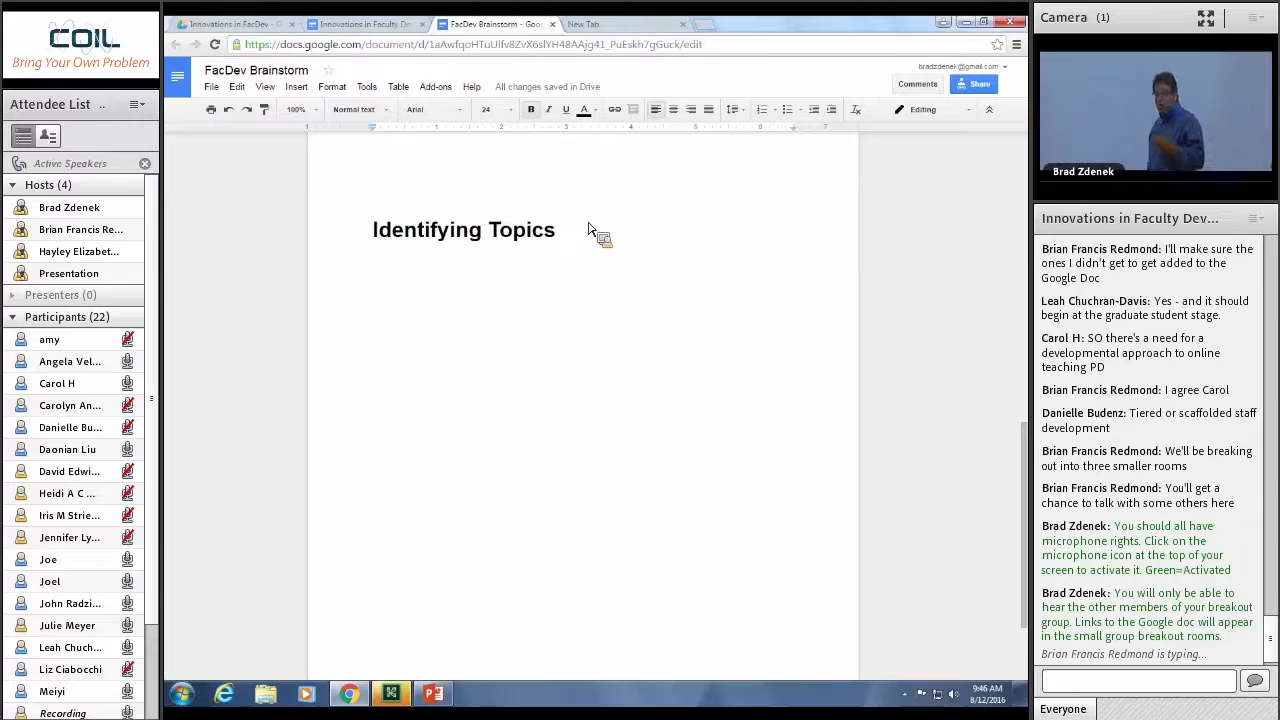 COIL
Bring Your Own Problem
Attendee List ..
Active Speakers
Hosts (4)
Brad Zdenek
Brian Francis Re...
Hayley Elizabet...
Presentation
Presenters (0)
Participants (22)
amy
Angela Vel...
Carol H
Carolyn An...
Danielle Bu...
Daonian Liu
David Edwi...
Heidi A C ...
Iris M Strie...
Jennifer Ly...
Joe
Joel
John Radzi...
Julie Meyer
Leah Chuch...
Liz Ciabocchi
Meiyi
Recording
Innovations in FacDev - G
Innovations in Faculty Dev
FacDev Brainstorm - Goo
New Tab
https://docs.google.com/document/d/1aAwfqoHTuUlfv8ZvX6slYH48AAjg41_PuEskh7gGuck/edit
FacDev Brainstorm
bradzdenek@gmail.com
File Edit View Insert Format Tools Table Add-ons Help All changes saved in Drive
Comments
Share
100% Normal text Arial 24 B I U A Editing
1 1 2 3 4 5 6 7
Identifying Topics
9:46 AM
8/12/2016
Camera (1)
Brad Zdenek
Innovations in Faculty Dev...
Brian Francis Redmond: I'll make sure the
ones I didn't get to get added to the
Google Doc
Leah Chuchran-Davis: Yes - and it should
begin at the graduate student stage.
Carol H: SO there's a need for a
developmental approach to online
teaching PD
Brian Francis Redmond: I agree Carol
Danielle Budenz: Tiered or scaffolded staff
development
Brian Francis Redmond: We'll be breaking
out into three smaller rooms
Brian Francis Redmond: You'll get a
chance to talk with some others here
Brad Zdenek: You should all have
microphone rights. Click on the
microphone icon at the top of your
screen to activate it. Green=Activated
Brad Zdenek: You will only be able to
hear the other members of your breakout
group. Links to the Google doc will appear
in the small group breakout rooms.
Brian Francis Redmond is typing...
Everyone